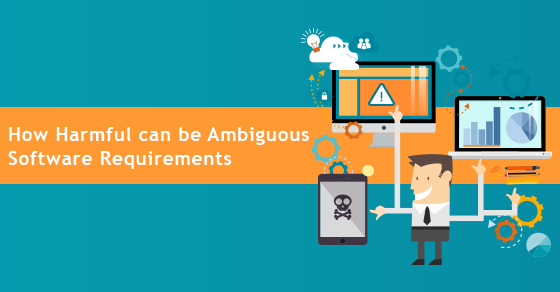 How Harmful can be Ambiguous
Software Requirements
!